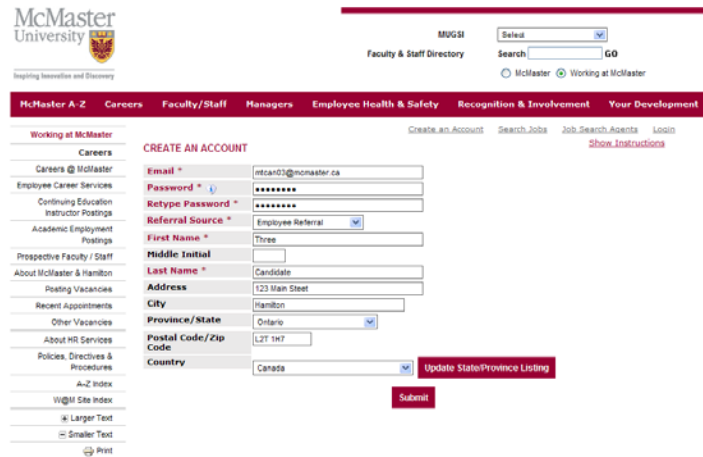 McMaster
University
Inspiring Innovation and Discovery
MUGSI
Select
Faculty & Staff Directory
Search
GO
McMaster
Working at McMaster
McMaster A-Z Careers Faculty/Staff Managers Employee Health & Safety Recognition & Involvement Your Development
Create an Account Search Jobs Job Search Agents Login
Show Instructions
Working at McMaster
Careers
Careers @ McMaster
Employee Career Services
Continuing Education
Instructor Postings
Academic Employment
Postings
Prospective Faculty / Staff
About McMaster & Hamilton
Posting Vacancies
Recent Appointments
Other Vacancies
About HR Services
Policies, Directives &
Procedures
A-Z Index
W@M Site Index
Larger Text
Smaller Text
Print
CREATE AN ACCOUNT
Email * mtcan03@mcmaster.ca
Password * ••••••••
Retype Password * ••••••••
Referral Source * Employee Referral
First Name * Three
Middle Initial
Last Name * Candidate
Address 123 Main Steet
City Hamilton
Province/State Ontario
Postal Code/Zip
Code L2T 1H7
Country Canada Update State/Province Listing
Submit